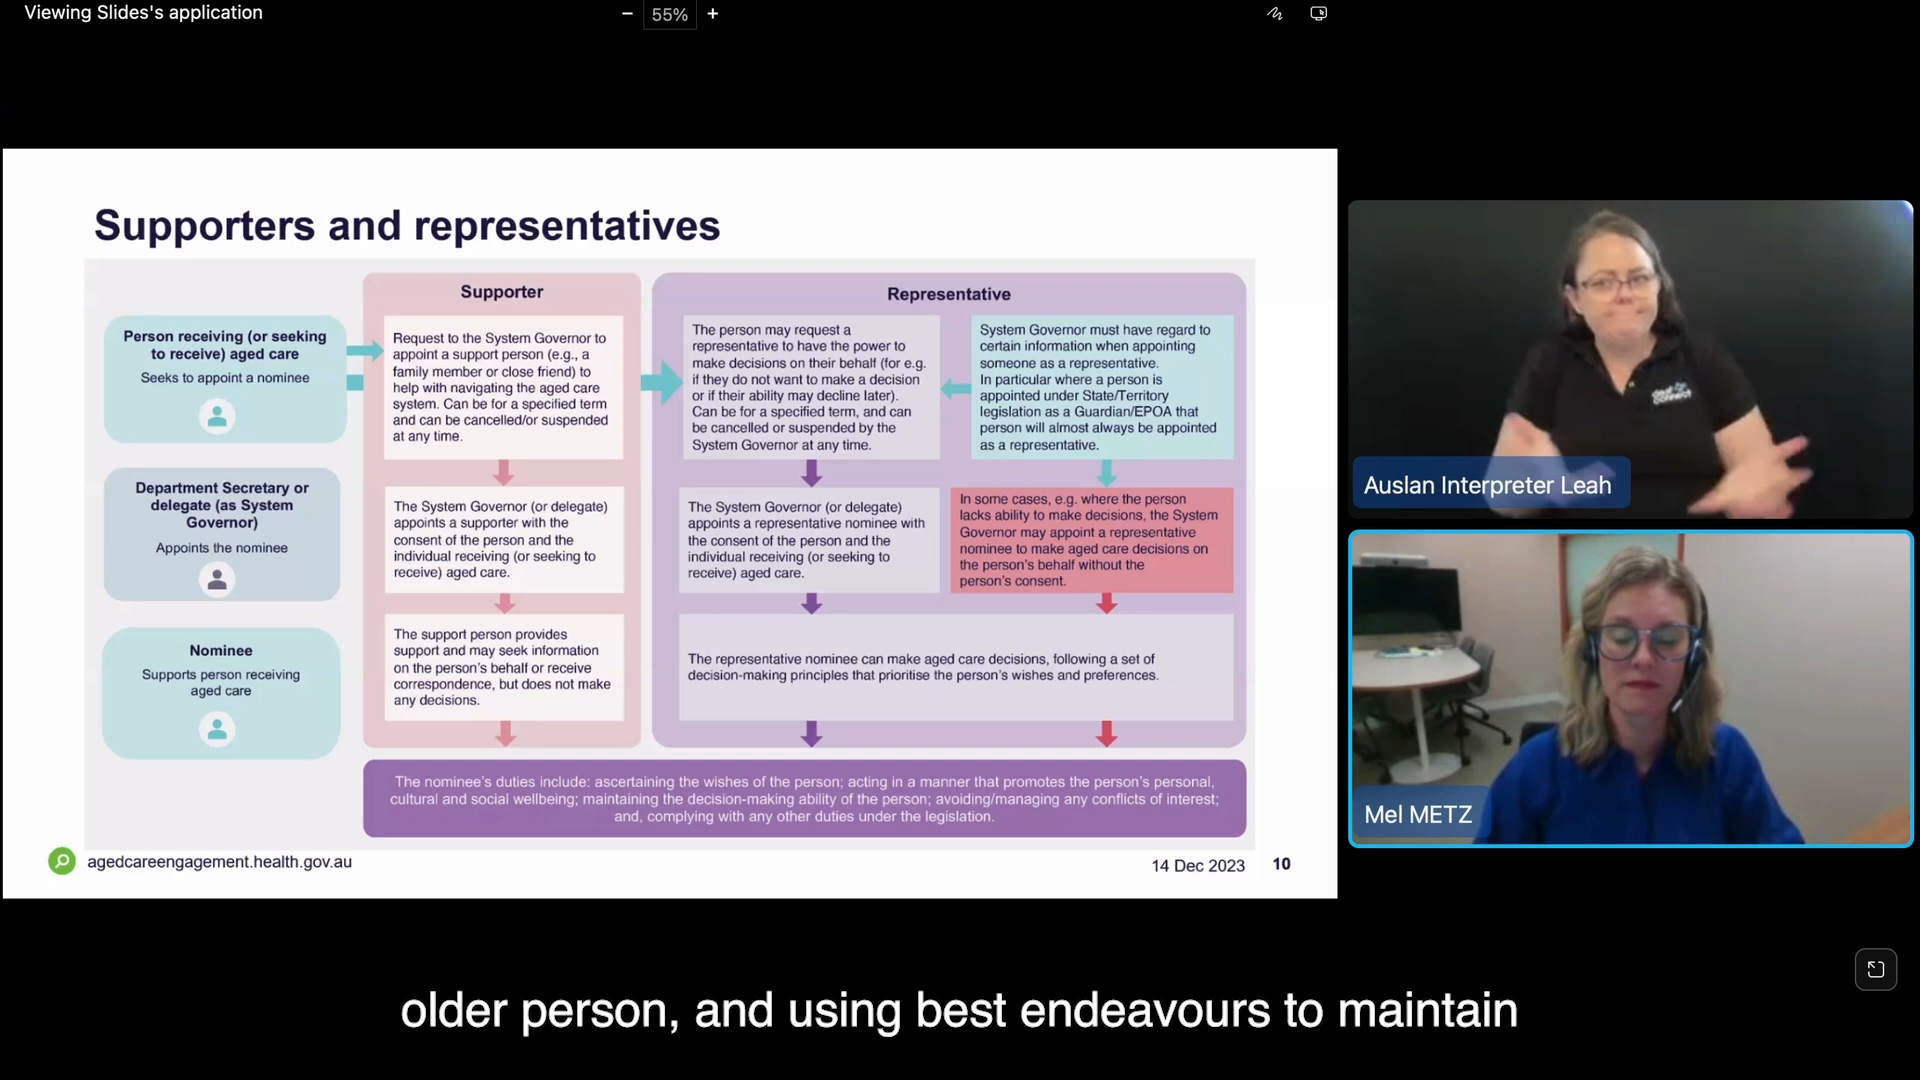 Viewing Slides's application
55%
Supporters and representatives
Person receiving (or seeking
to receive) aged care
Seeks to appoint a nominee
Department Secretary or
delegate (as System
Governor)
Appoints the nominee
Nominee
Supports person receiving
aged care
Supporter
Request to the System Governor to
appoint a support person (e.g., a
family member or close friend) to
help with navigating the aged care
system. Can be for a specified term
and can be cancelled/or suspended
at any time.
The System Governor (or delegate)
appoints a supporter with the
consent of the person and the
individual receiving (or seeking to
receive) aged care.
The support person provides
support and may seek information
on the person's behalf or receive
correspondence, but does not make
any decisions.
Representative
The person may request a
representative to have the power to
make decisions on their behalf (for e.g.
if they do not want to make a decision
or if their ability may decline later).
Can be for a specified term, and can
be cancelled or suspended by the
System Governor at any time.
System Governor must have regard to
certain information when appointing
someone as a representative.
In particular where a person is
appointed under State/Territory
legislation as a Guardian/EPOA that
person will almost always be appointed
as a representative.
The System Governor (or delegate)
appoints a representative nominee with
the consent of the person and the
individual receiving (or seeking to
receive) aged care.
In some cases, e.g. where the person
lacks ability to make decisions, the System
Governor may appoint a representative
nominee to make aged care decisions on
the person's behalf without the
person's consent.
The representative nominee can make aged care decisions, following a set of
decision-making principles that prioritise the person's wishes and preferences.
The nominee's duties include: ascertaining the wishes of the person; acting in a manner that promotes the person's personal,
cultural and social wellbeing; maintaining the decision-making ability of the person; avoiding/managing any conflicts of interest;
and, complying with any other duties under the legislation.
agedcareengagement.health.gov.au
14 Dec 2023
10
Auslan Interpreter Leah
Mel METZ
older person, and using best endeavours to maintain